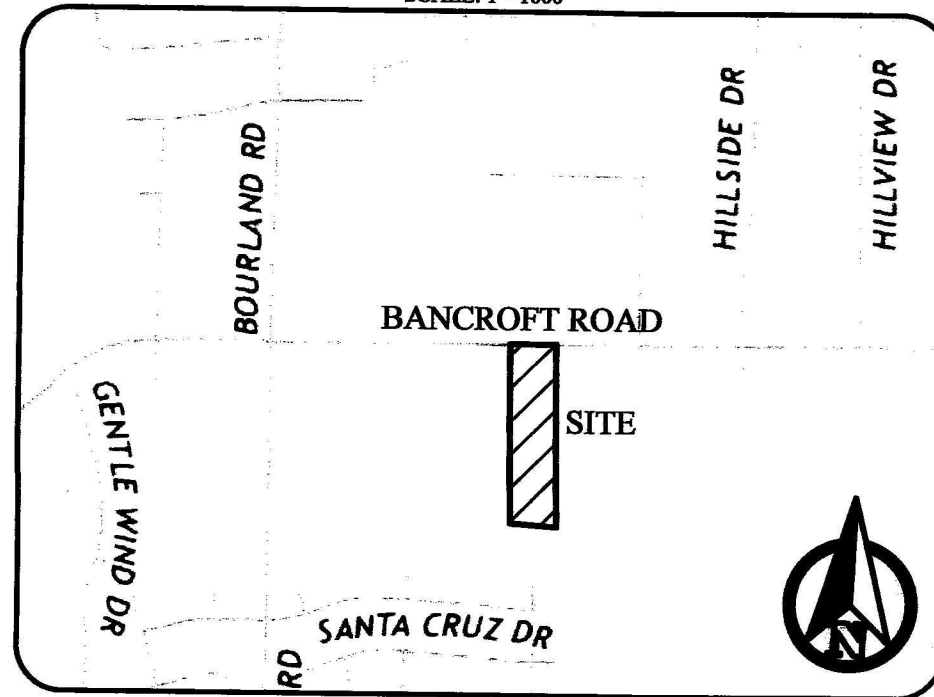 HILLSIDE DR
HILLVIEW DR
BOURLAND RD
BANCROFT ROAD
SITE
GENTLE WIND DR
SANTA CRUZ DR
RD
N